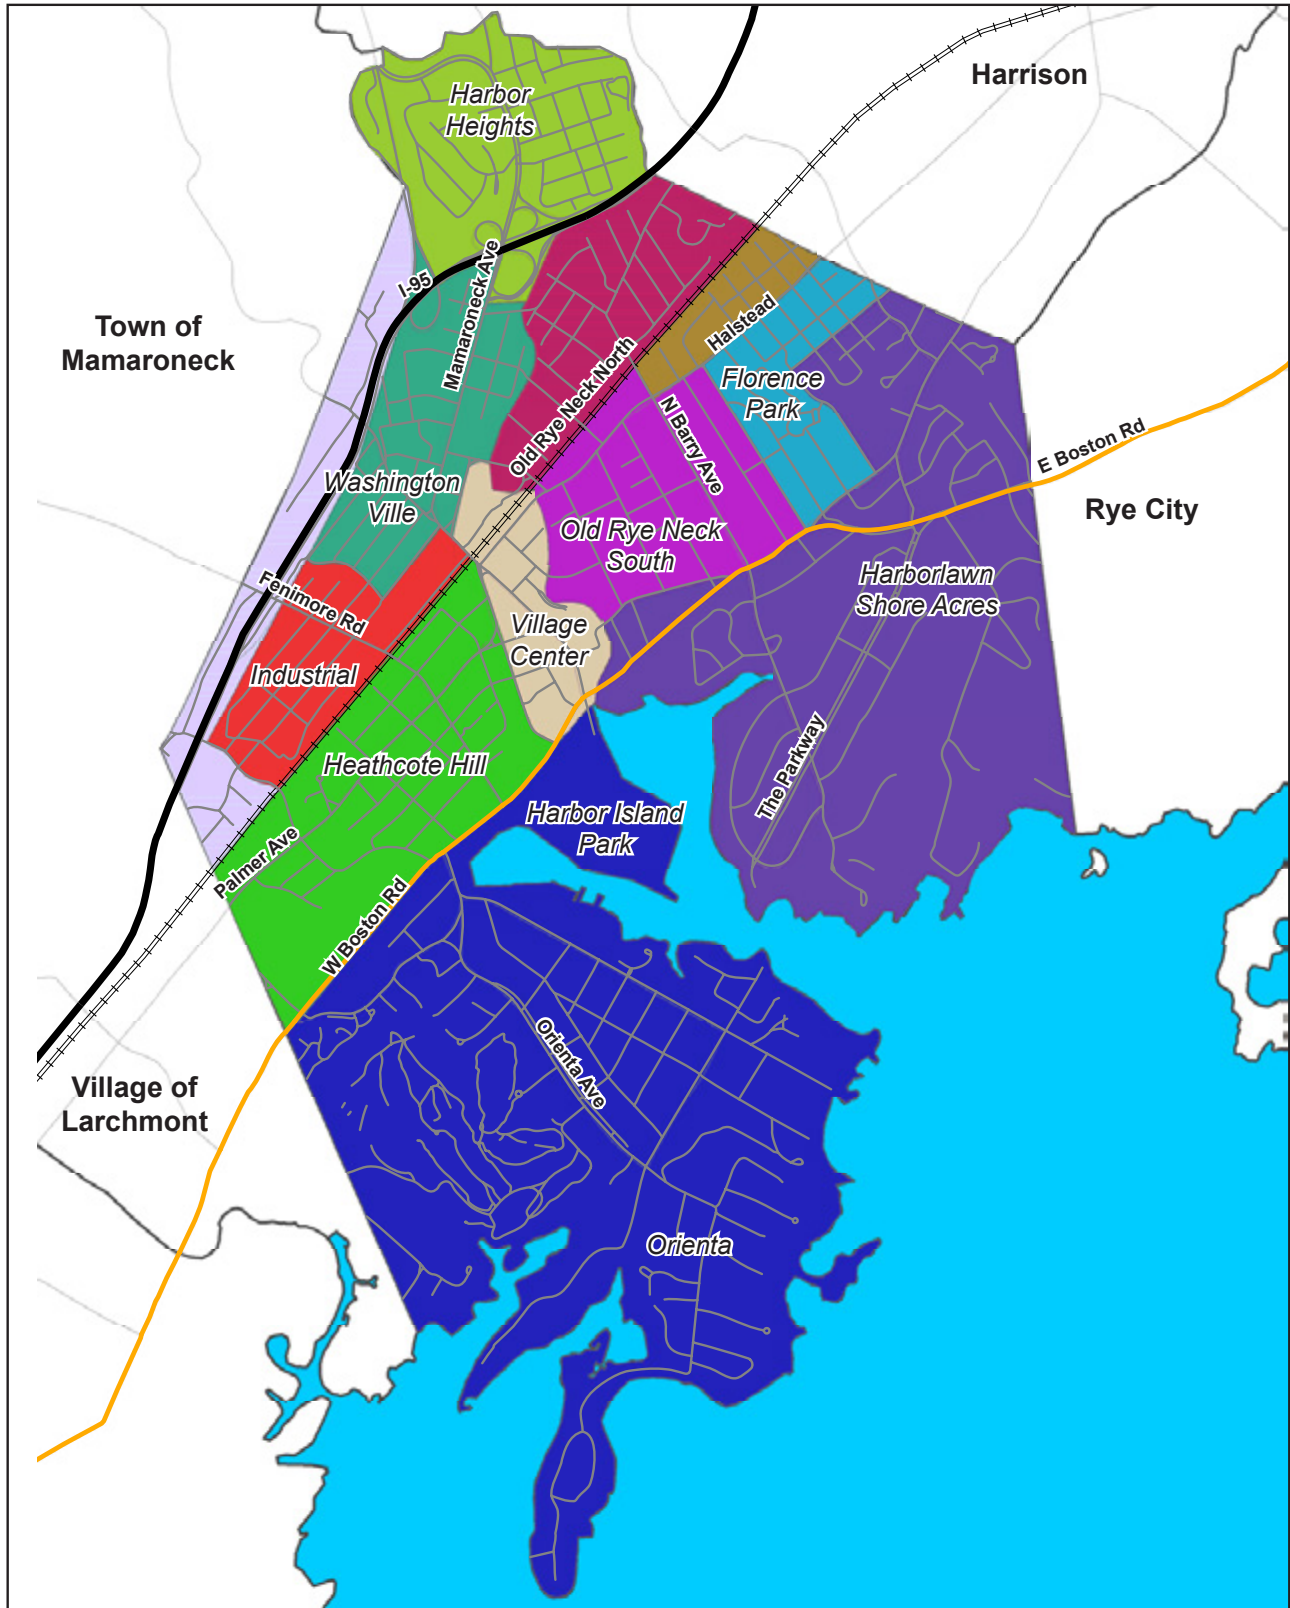 Harrison
Harbor
Heights
I-95
Mamaroneck Ave
Town of
Mamaroneck
Halstead
Old Rye Neck North
Florence
Park
N Barry Ave
E Boston Rd
Washington
Ville
Rye City
Old Rye Neck
South
Harborlawn
Shore Acres
Fenimore Rd
Village
Center
Industrial
Heathcote Hill
The Parkway
Harbor Island
Park
Palmer Ave
W Boston Rd
Orienta Ave
Village of
Larchmont
Orienta